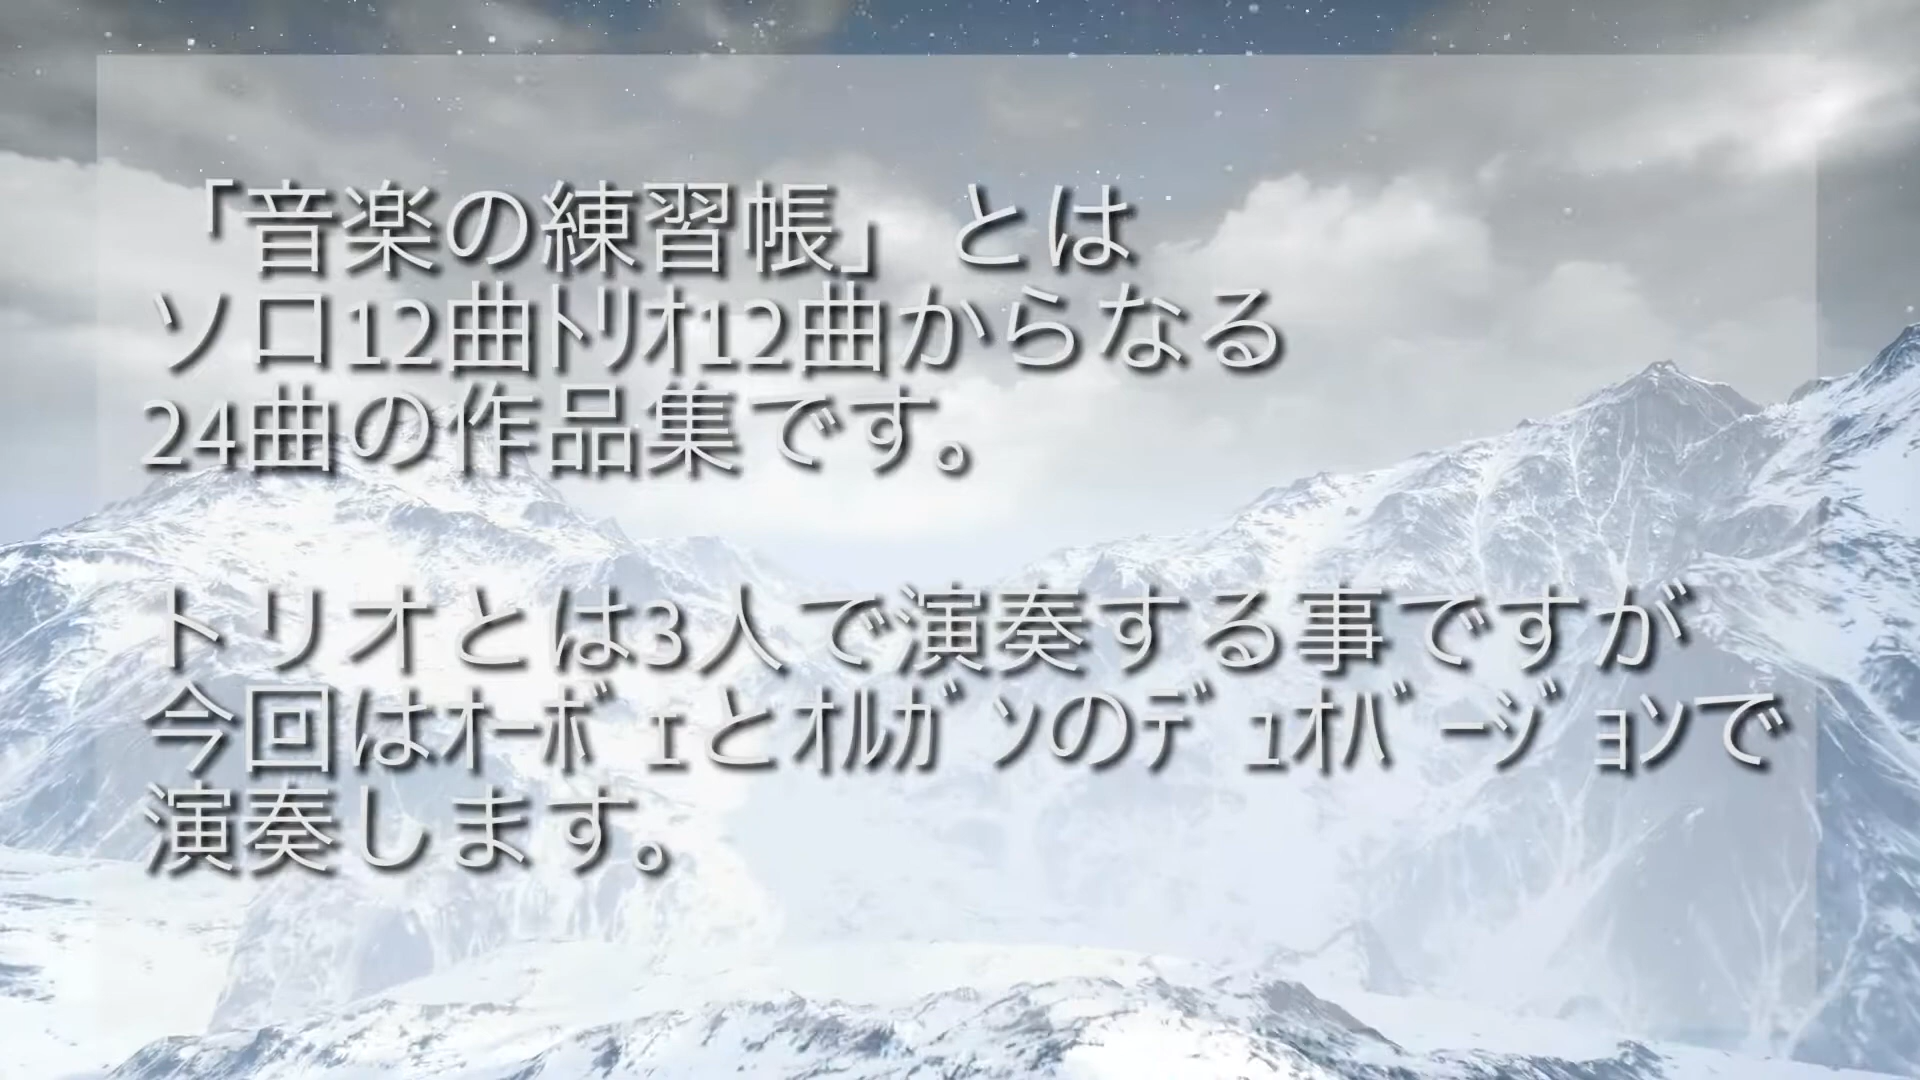 「音楽の練習帳」とは
ソロ12曲ﾄﾘｵ12曲からなる
24曲の作品集です。
トリオとは3人で演奏する事ですが
今回はｵｰﾎﾞｪとｵﾙｶﾞﾝのﾃﾞｭｵﾊﾞｰｼﾞｮﾝで
演奏します。